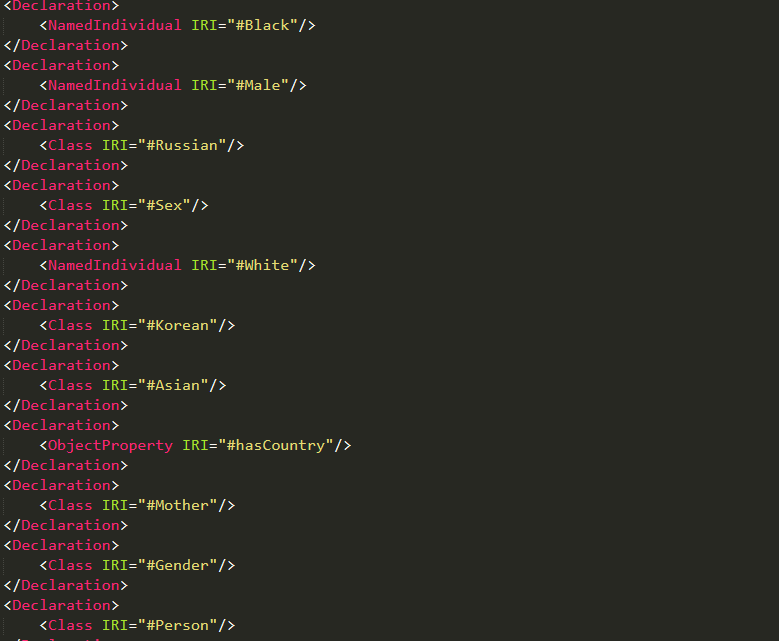 <Declaration>
    <NamedIndividual IRI="#Black"/>
</Declaration>
<Declaration>
    <NamedIndividual IRI="#Male"/>
</Declaration>
<Declaration>
    <Class IRI="#Russian"/>
</Declaration>
<Declaration>
    <Class IRI="#Sex"/>
</Declaration>
<Declaration>
    <NamedIndividual IRI="#White"/>
</Declaration>
<Declaration>
    <Class IRI="#Korean"/>
</Declaration>
<Declaration>
    <Class IRI="#Asian"/>
</Declaration>
<Declaration>
    <ObjectProperty IRI="#hasCountry"/>
</Declaration>
<Declaration>
    <Class IRI="#Mother"/>
</Declaration>
<Declaration>
    <Class IRI="#Gender"/>
</Declaration>
<Declaration>
    <Class IRI="#Person"/>